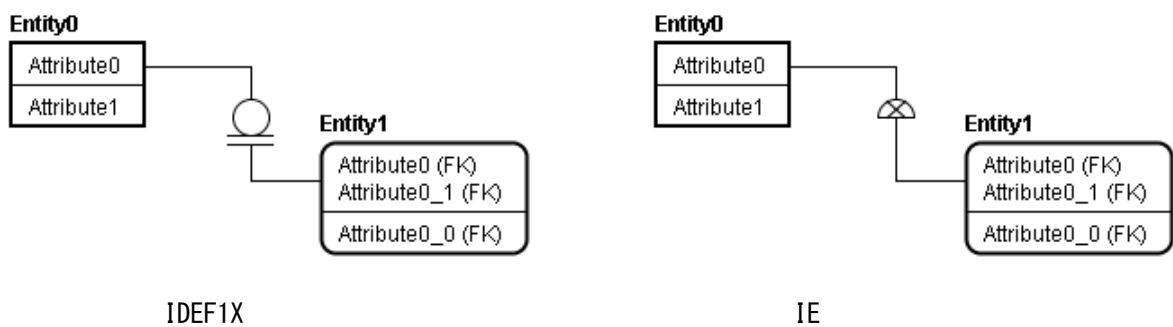 Entity0
Attribute0
Attribute1
Entity1
Attribute0 (FK)
Attribute0_1 (FK)
Attribute0_0 (FK)
IDEF1X
Entity0
Attribute0
Attribute1
Entity1
Attribute0 (FK)
Attribute0_1 (FK)
Attribute0_0 (FK)
IE